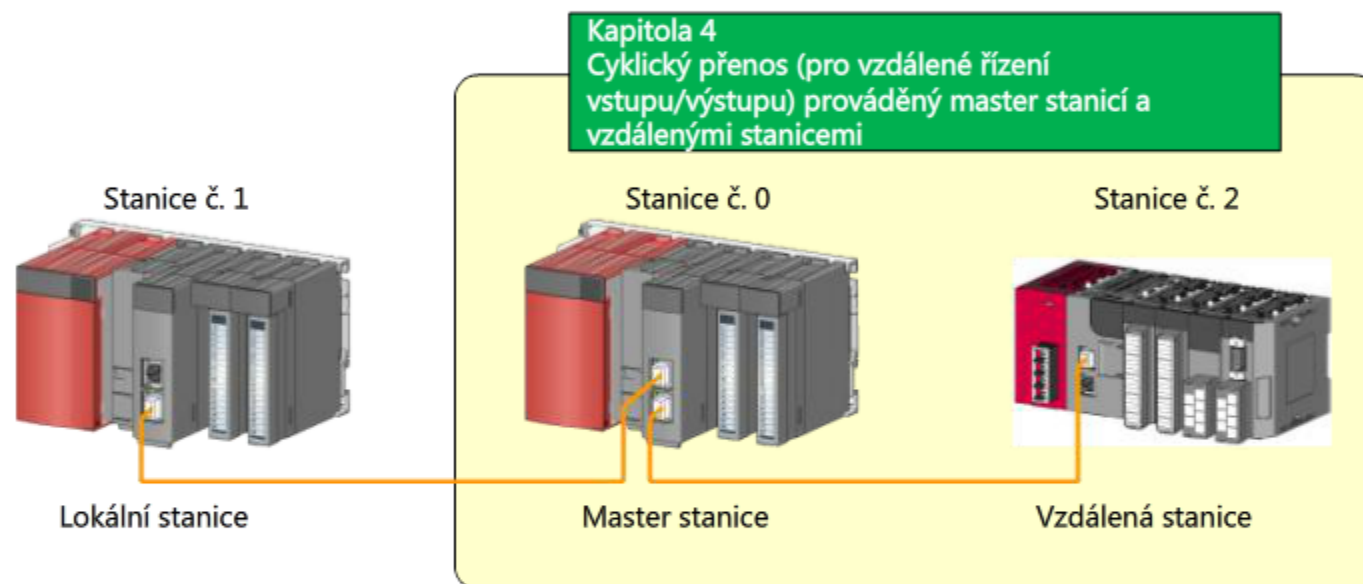 Kapitola 4
Cyklický přenos (pro vzdálené řízení
vstupu/výstupu) prováděný master stanicí a
vzdálenými stanicemi
Stanice č. 1
Stanice č. 0
Stanice č. 2
Lokální stanice
Master stanice
Vzdálená stanice